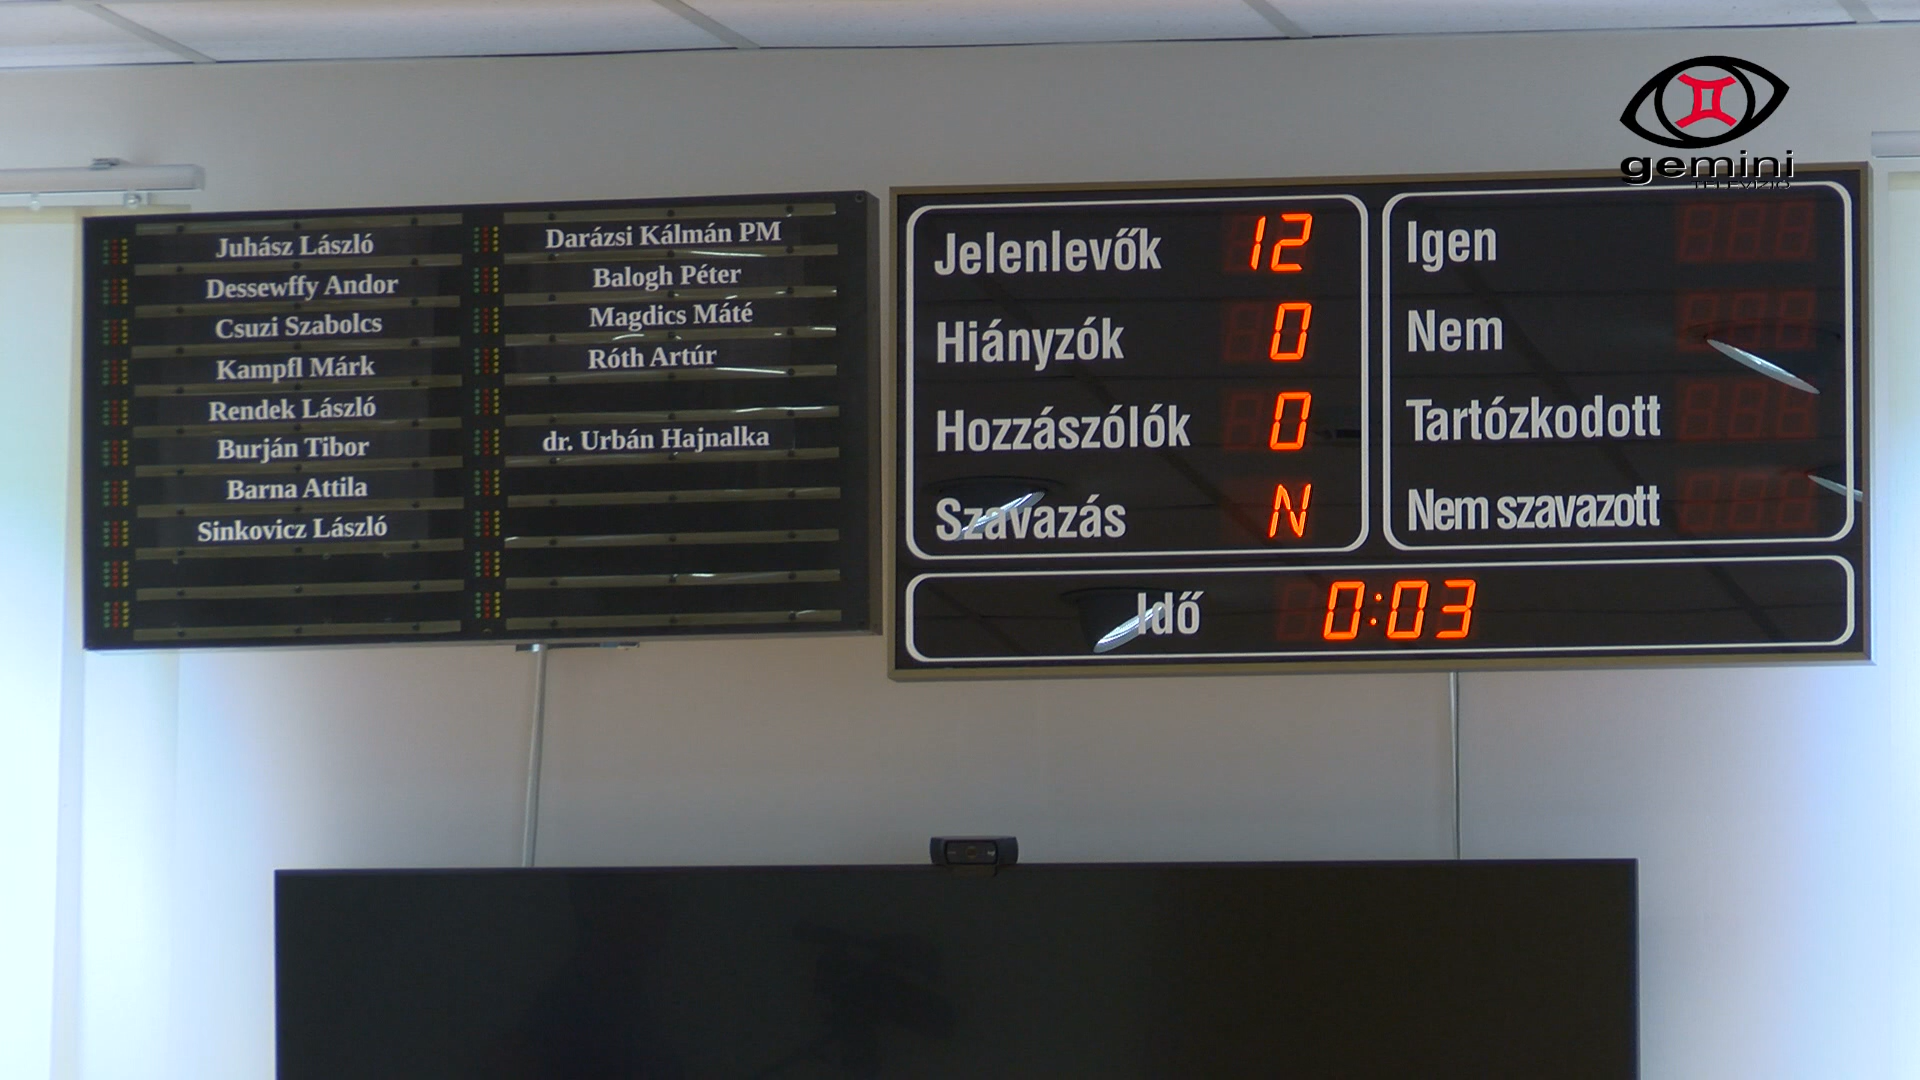 gemini
TELEVÍZIÓ
Juhász László
Dessewffy Andor
Csuzi Szabolcs
Kampfl Márk
Rendek László
Burján Tibor
Barna Attila
Sinkovicz László
Darázsi Kálmán PM
Balogh Péter
Magdics Máté
Róth Artúr
dr. Urbán Hajnalka
Jelenlevők 12
Hiányzók 0
Hozzászólók 0
Szavazás N
Igen
Nem
Tartózkodott
Nem szavazott
Idő 0:03